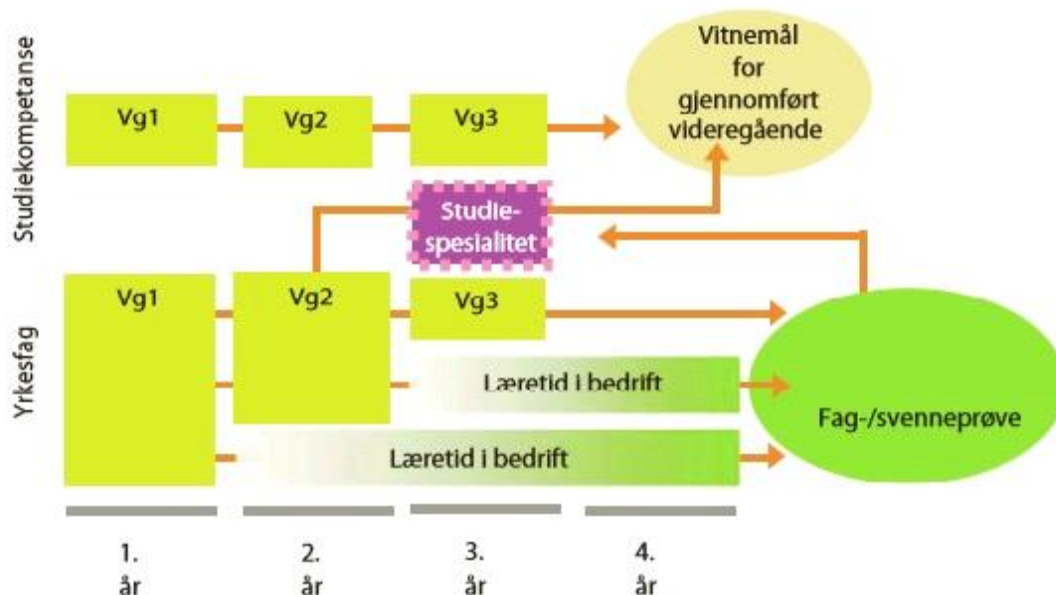 Studiekompetanse
Vg1
Vg2
Vg3
Vitnemål
for
gjennomført
videregående
Studie-
spesialitet
Yrkesfag
Vg1
Vg2
Vg3
Læretid i bedrift
Læretid i bedrift
Fag-/svenneprøve
1.
år
2.
år
3.
år
4.
år